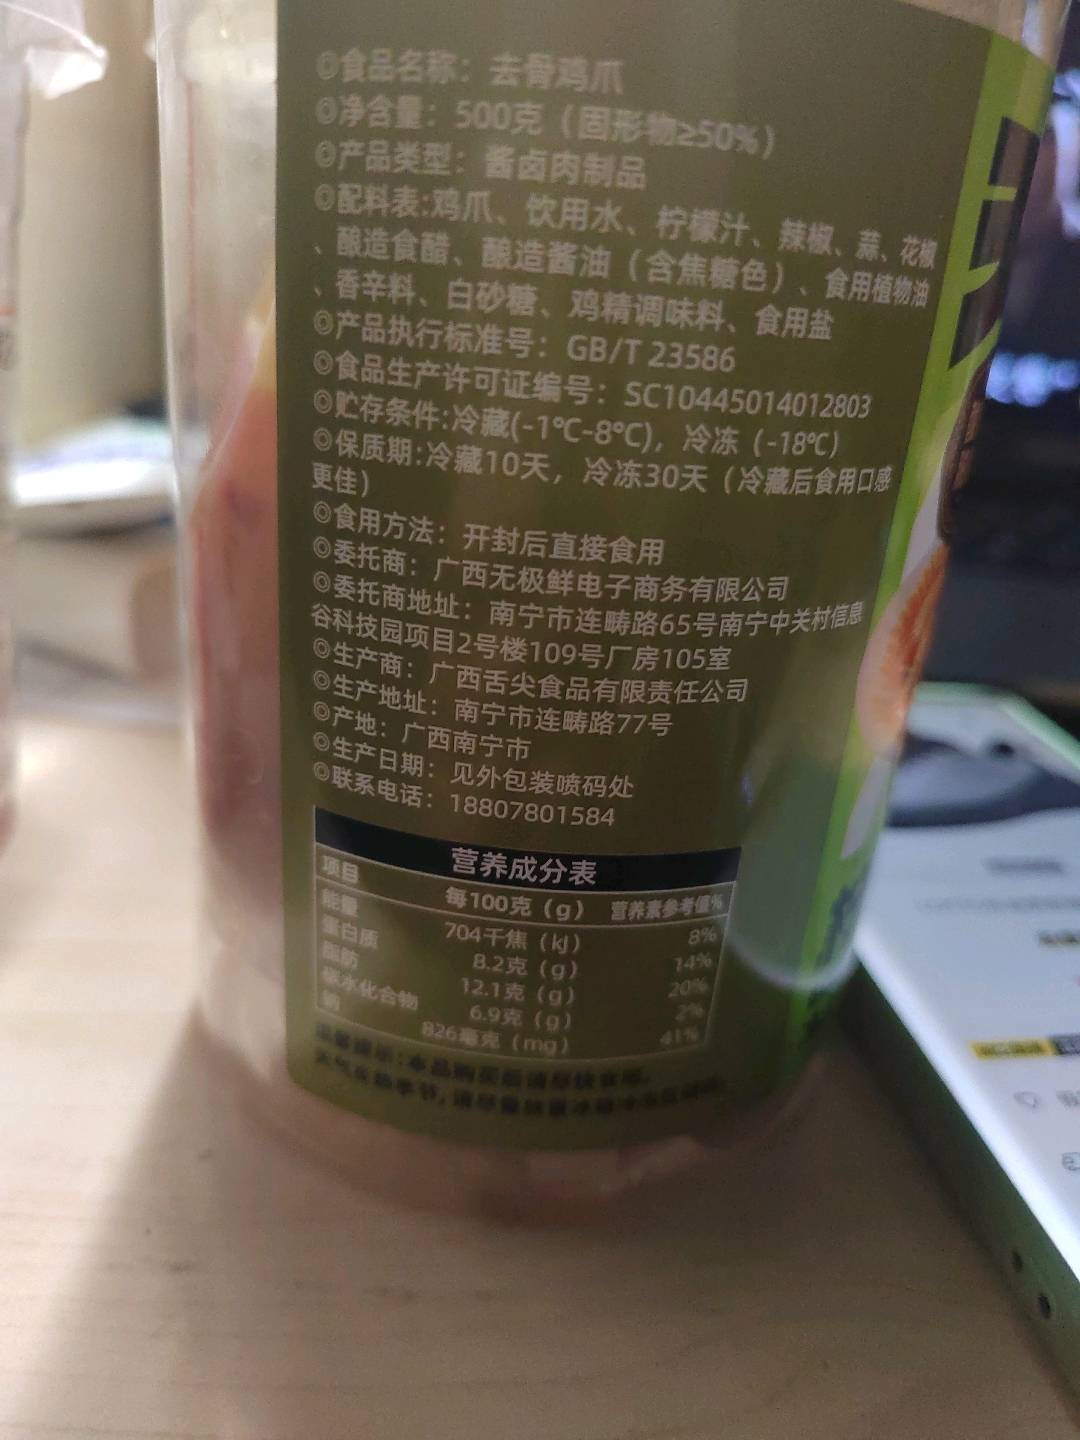 ◎食品名称：去骨鸡爪
◎净含量：500克（固形物≥50%）
◎产品类型：酱卤肉制品
◎配料表:鸡爪、饮用水、柠檬汁、辣椒、蒜、花椒
、酿造食醋、酿造酱油（含焦糖色）、食用植物油
、香辛料、白砂糖、鸡精调味料、食用盐
◎产品执行标准号：GB/T 23586
◎食品生产许可证编号：SC10445014012803
◎贮存条件:冷藏(-1℃-8℃)，冷冻（-18℃）
◎保质期:冷藏10天，冷冻30天（冷藏后食用口感
更佳）
◎食用方法：开封后直接食用
◎委托商：广西无极鲜电子商务有限公司
◎委托商地址：南宁市连畴路65号南宁中关村信息
谷科技园项目2号楼109号厂房105室
◎生产商：广西舌尖食品有限责任公司
◎生产地址：南宁市连畴路77号
◎产地：广西南宁市
◎生产日期：见外包装喷码处
◎联系电话：18807801584
营养成分表
项目 每100克（g） 营养素参考值%
能量 704千焦（kJ） 8%
蛋白质 8.2克（g） 14%
脂肪 12.1克（g） 20%
碳水化合物 6.9克（g） 2%
钠 826毫克（mg） 41%
温馨提示：本品购买后请尽快食用，